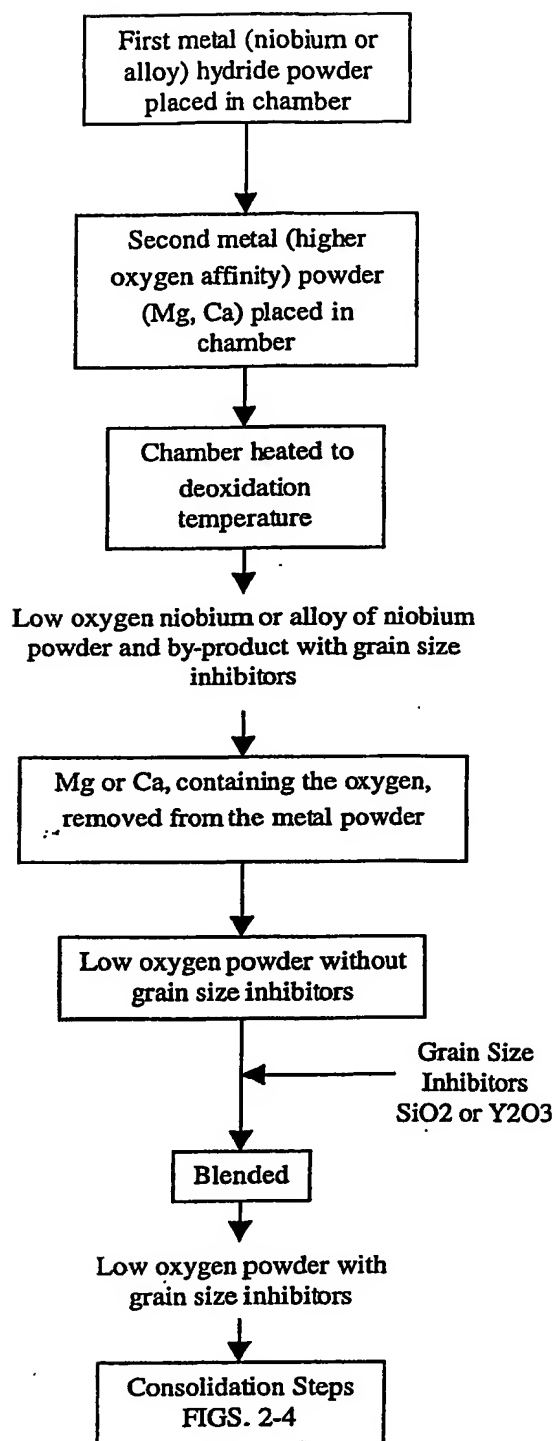 First metal (niobium or
alloy) hydride powder
placed in chamber
Second metal (higher
oxygen affinity) powder
(Mg, Ca) placed in
chamber
Chamber heated to
deoxidation
temperature
Low oxygen niobium or alloy of niobium
powder and by-product with grain size
inhibitors
Mg or Ca, containing the oxygen,
removed from the metal powder
Low oxygen powder without
grain size inhibitors
Grain Size
Inhibitors
SiO2 or Y2O3
Blended
Low oxygen powder with
grain size inhibitors
Consolidation Steps
FIGS. 2-4